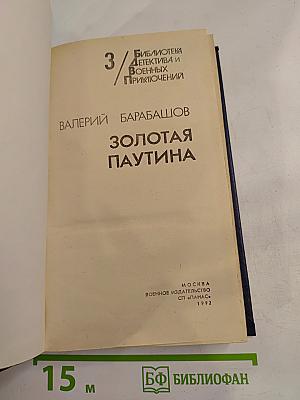 3/ БИБЛИОТЕКА
ДЕТЕКТИВА И
ВОЕННЫХ
ПРИКЛЮЧЕНИЙ
ВАЛЕРИЙ БАРАБАШОВ
ЗОЛОТАЯ
ПАУТИНА
МОСКВА
ВОЕННОЕ ИЗДАТЕЛЬСТВО
СП «ПАНАС»
1992
15 м
БФ БИБЛИОФАН